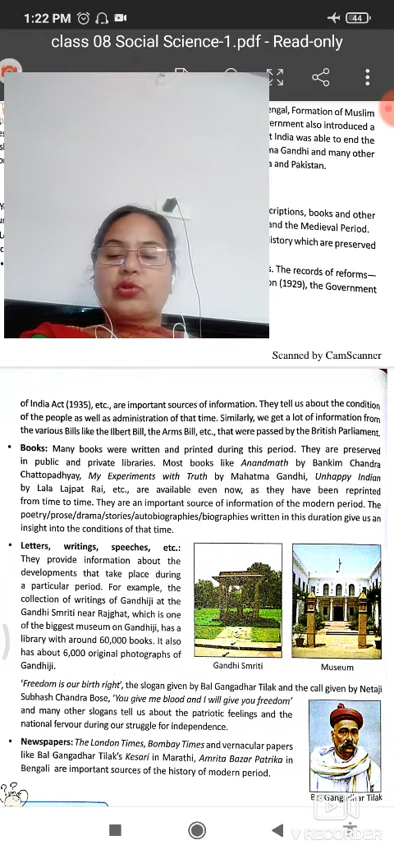 1:22 PM 44
class 08 Social Science-1.pdf - Read-only
engal, Formation of Muslim
ernment also introduced a
t India was able to end the
na Gandhi and many other
a and Pakistan.
criptions, books and other
and the Medieval Period.
istory which are preserved
s. The records of reforms—
on (1929), the Government
Scanned by CamScanner
of India Act (1935), etc., are important sources of information. They tell us about the condition
of the people as well as administration of that time. Similarly, we get a lot of information from
the various Bills like the Ilbert Bill, the Arms Bill, etc., that were passed by the British Parliament.
• Books: Many books were written and printed during this period. They are preserved
in public and private libraries. Most books like Anandmath by Bankim Chandra
Chattopadhyay, My Experiments with Truth by Mahatma Gandhi, Unhappy Indian
by Lala Lajpat Rai, etc., are available even now, as they have been reprinted
from time to time. They are an important source of information of the modern period. The
poetry/prose/drama/stories/autobiographies/biographies written in this duration give us an
insight into the conditions of that time.
• Letters, writings, speeches, etc.:
They provide information about the
developments that take place during
a particular period. For example, the
collection of writings of Gandhiji at the
Gandhi Smriti near Rajghat, which is one
of the biggest museum on Gandhiji, has a
library with around 60,000 books. It also
has about 6,000 original photographs of
Gandhiji.
Gandhi Smriti
Museum
'Freedom is our birth right', the slogan given by Bal Gangadhar Tilak and the call given by Netaji
Subhash Chandra Bose, 'You give me blood and I will give you freedom'
and many other slogans tell us about the patriotic feelings and the
national fervour during our struggle for independence.
• Newspapers: The London Times, Bombay Times and vernacular papers
like Bal Gangadhar Tilak's Kesari in Marathi, Amrita Bazar Patrika in
Bengali are important sources of the history of modern period.
Bal Gangadhar Tilak
V RECORDER